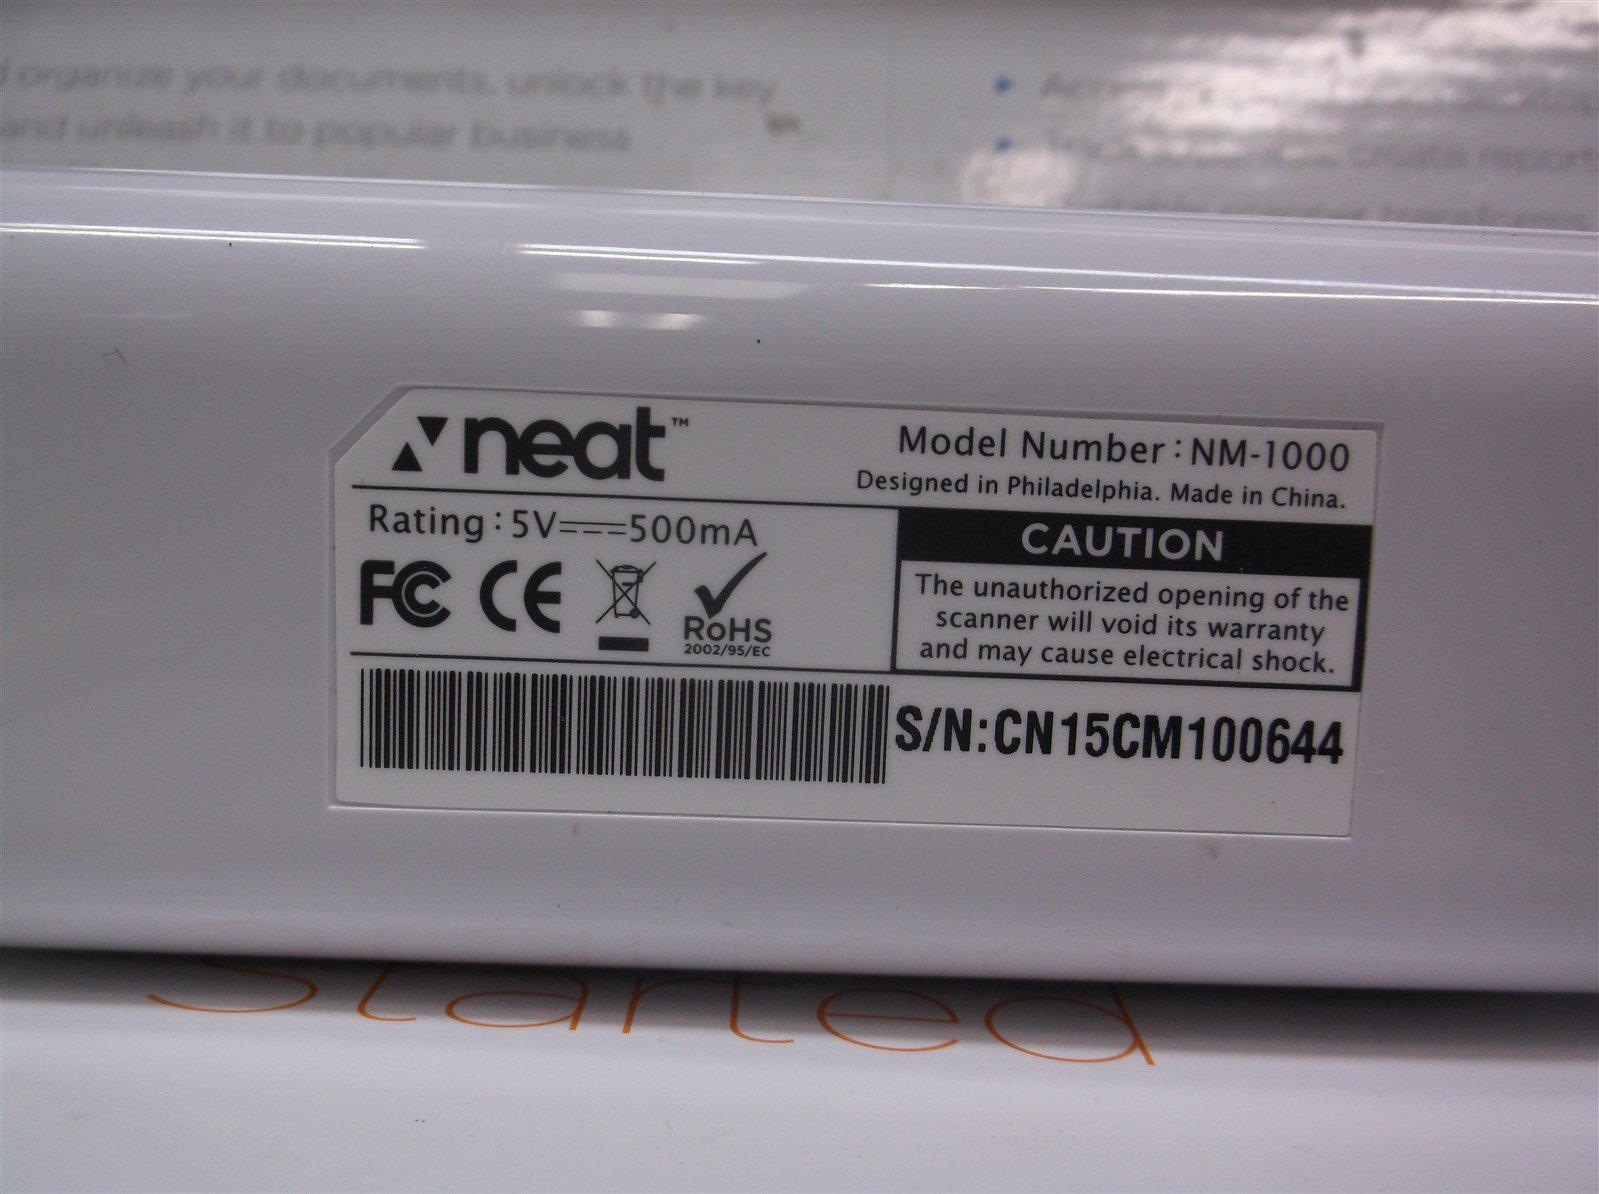 organize your documents, unlock the key
and unleash it to popular business
neat™
Model Number : NM-1000
Designed in Philadelphia. Made in China.
Rating : 5V⎓500mA
CAUTION
The unauthorized opening of the
scanner will void its warranty
and may cause electrical shock.
FC CE
RoHS
2002/95/EC
S/N:CN15CM100644
Started